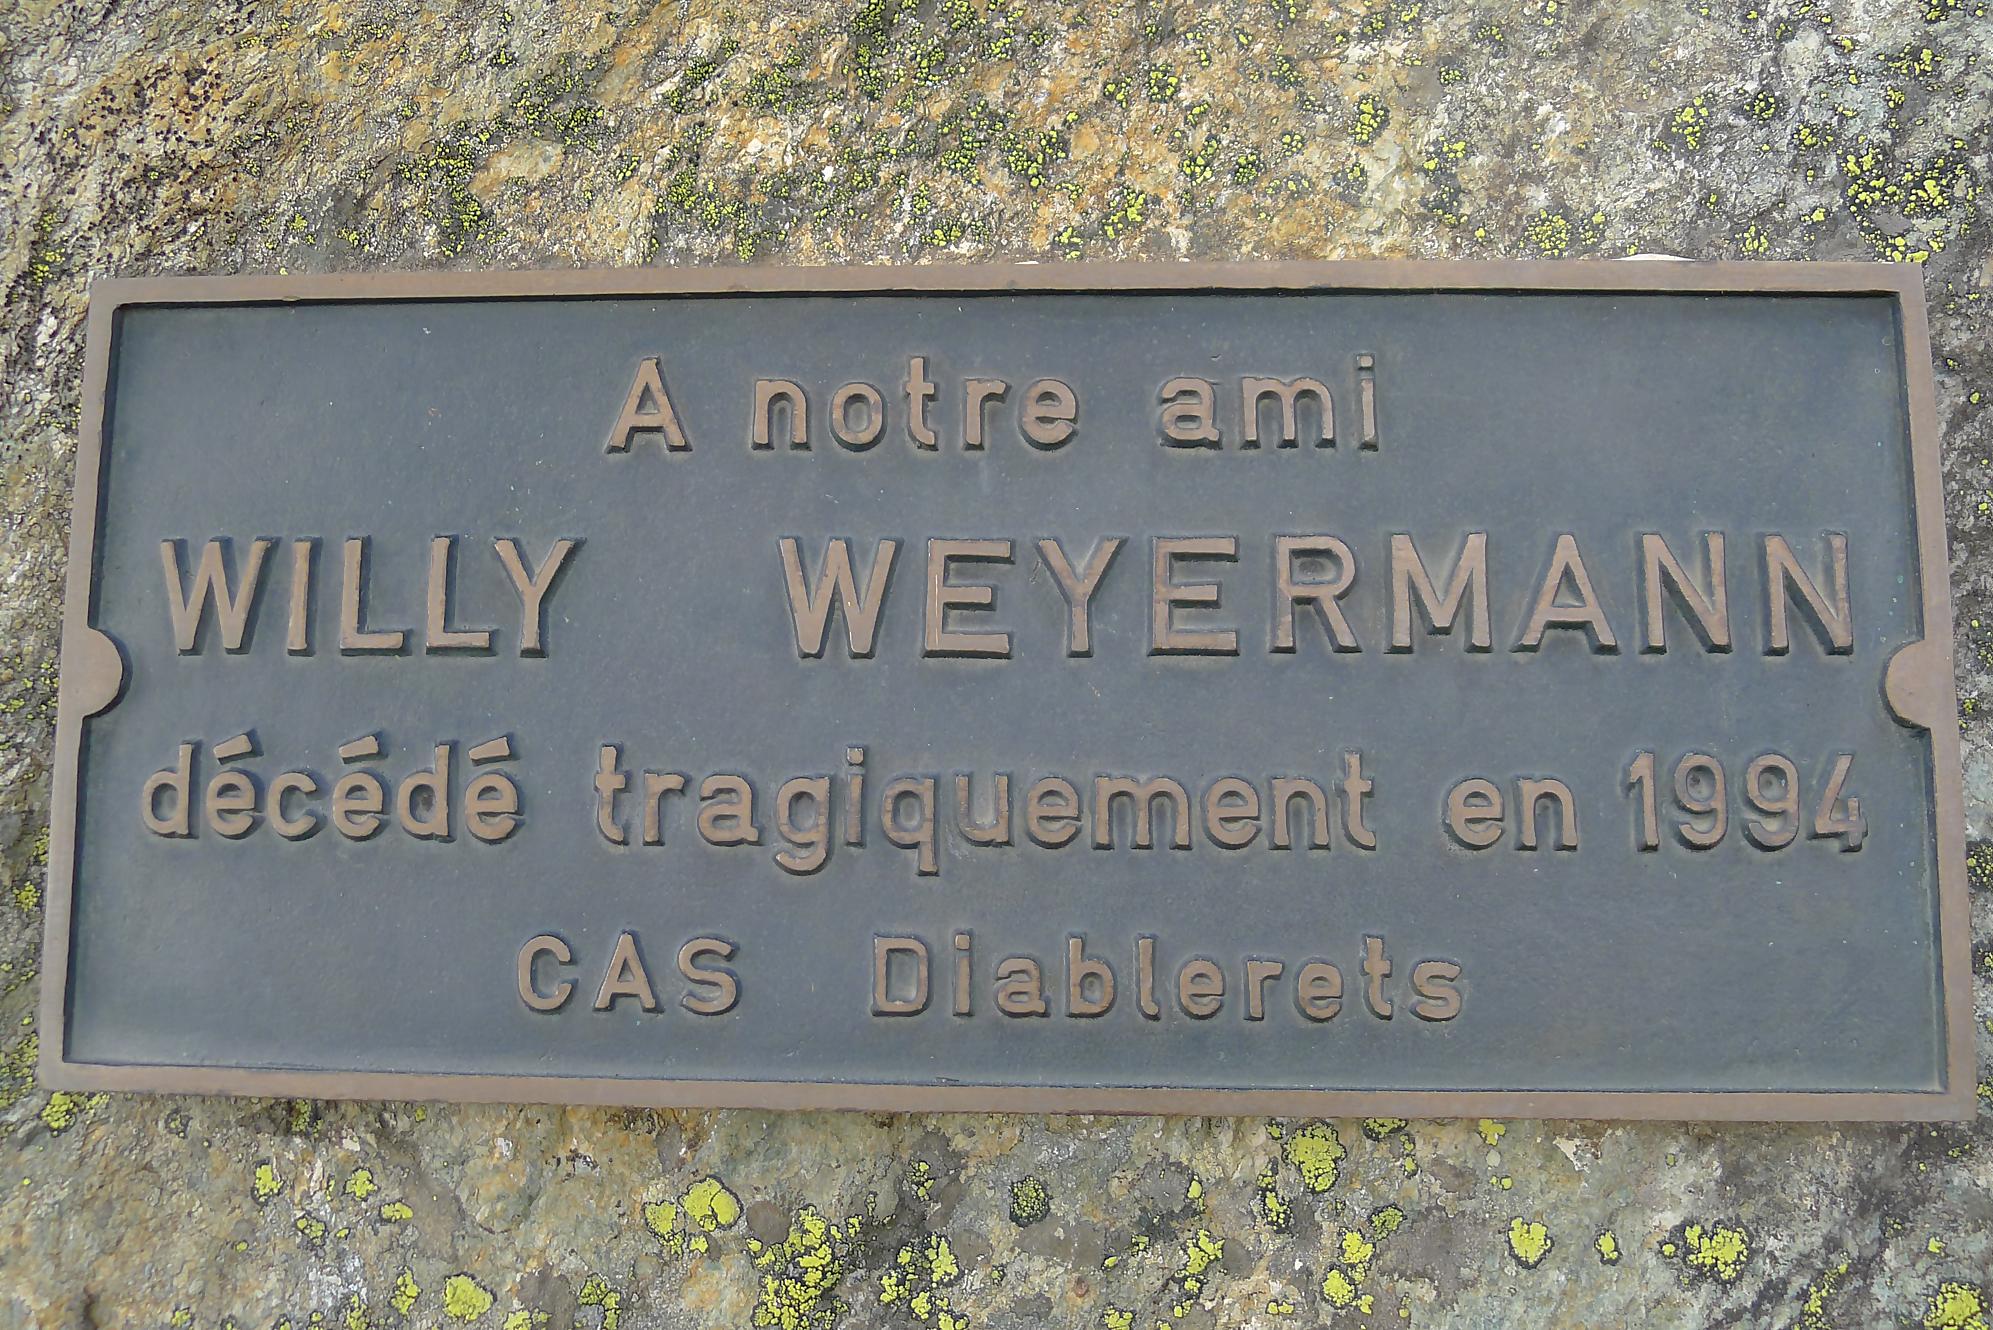 A notre ami
WILLY WEYERMANN
décédé tragiquement en 1994
CAS Diablerets